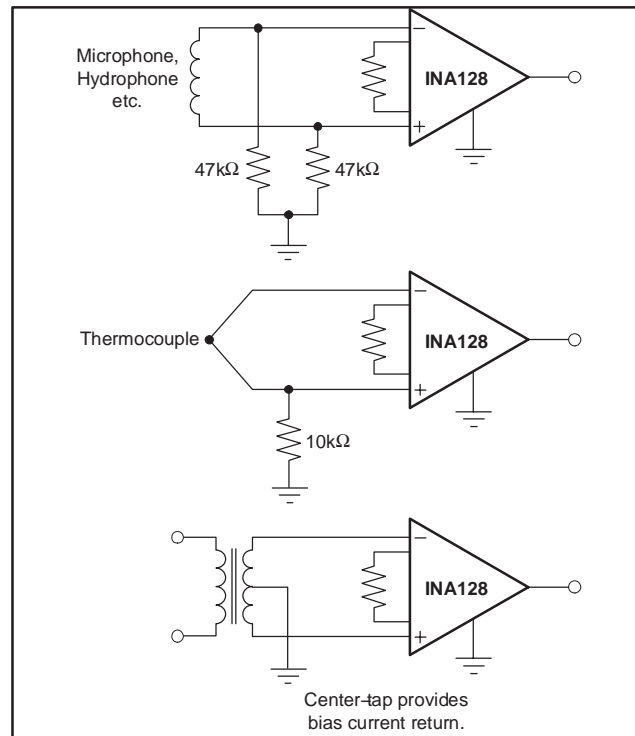 Microphone,
Hydrophone
etc.
−
INA128
+
47kΩ 47kΩ
−
Thermocouple
INA128
+
10kΩ
−
INA128
+
Center–tap provides
bias current return.